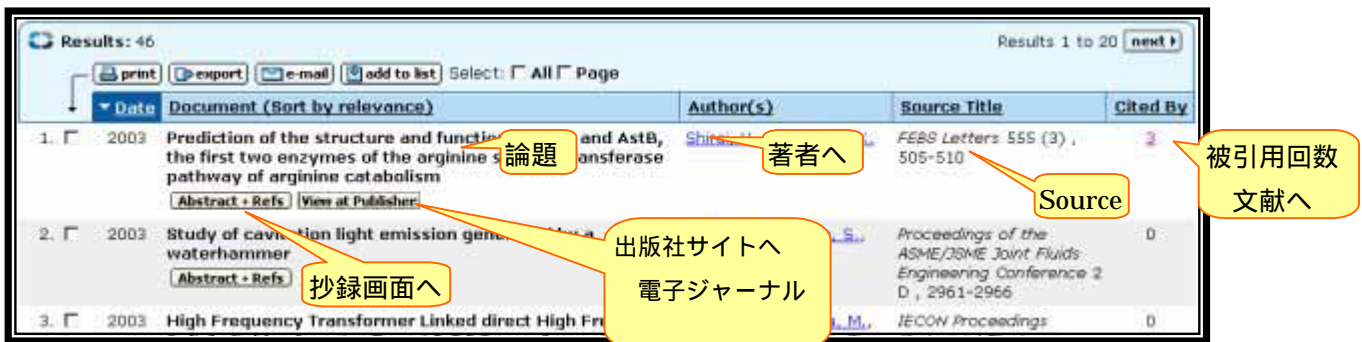 Results: 46
Results 1 to 20 next
print export e-mail add to list Select: All Page
Date Document (Sort by relevance) Author(s) Source Title Cited By
1. 2003 Prediction of the structure and and AstB, FEBS Letters 555 (3) , 3
the first two enzymes of the arginine 505-510
pathway of arginine catabolism
Abstract + Refs View at Publisher
論題
著者へ
Source
被引用回数
文献へ
2. 2003 Study of light emission S., Proceedings of the 0
waterhammer ASME/JSME Joint Fluids
Abstract + Refs Engineering Conference 2
D , 2961-2966
抄録画面へ
出版社サイトへ
電子ジャーナル
3. 2003 High Frequency Transformer Linked direct High M., IECON Proceedings 0